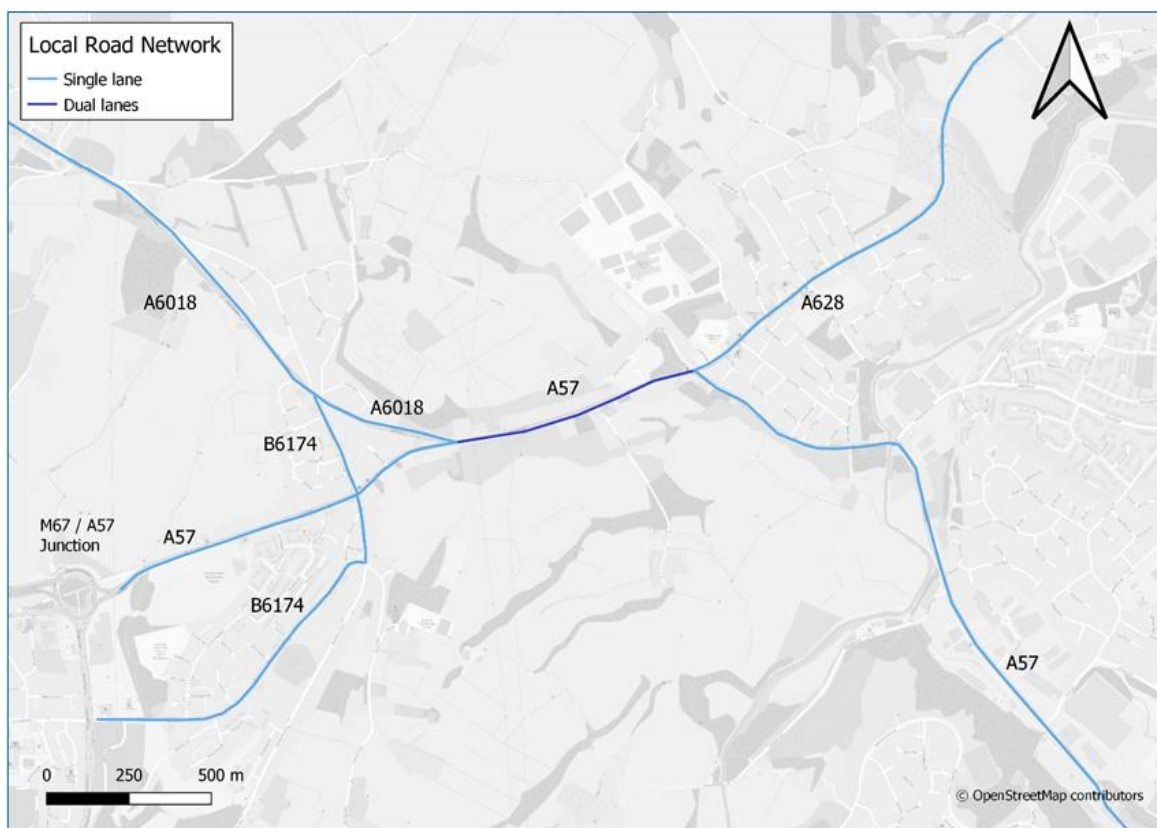 Local Road Network
Single lane
Dual lanes
A6018
A628
A57
A6018
B6174
M67 / A57
Junction
A57
B6174
A57
0 250 500 m
© OpenStreetMap contributors